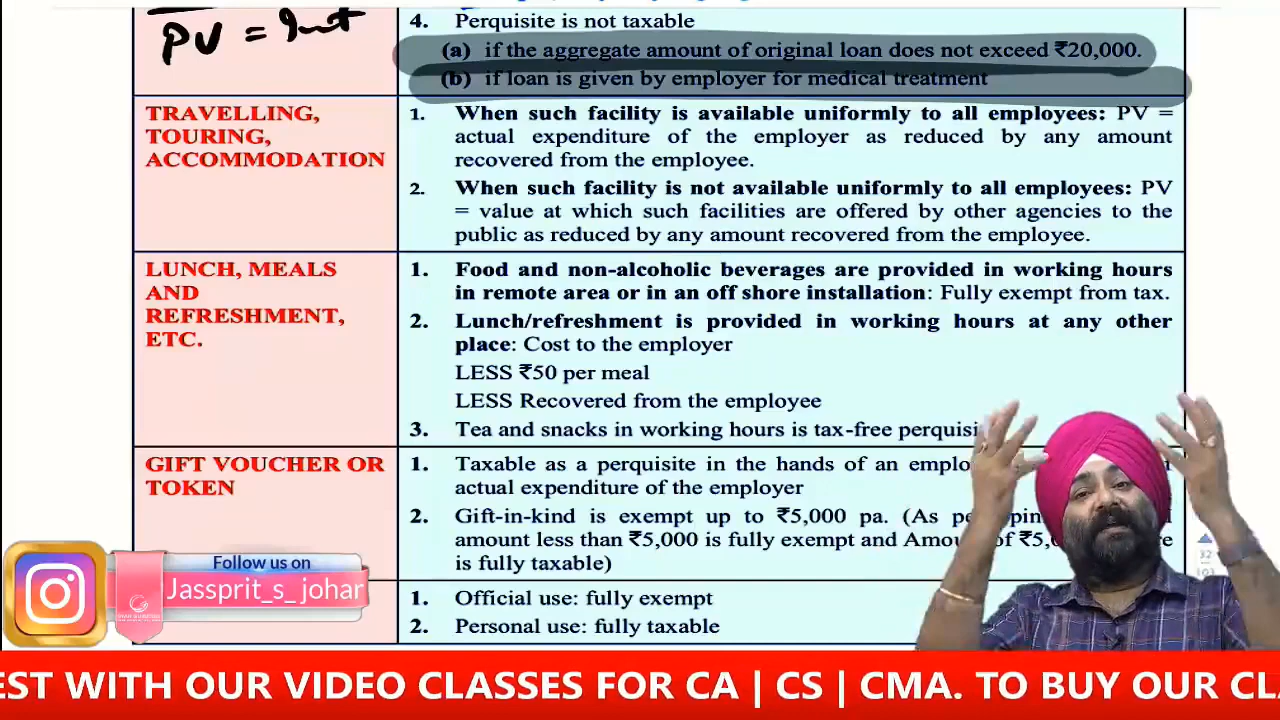 PV = Int
4. Perquisite is not taxable
(a) if the aggregate amount of original loan does not exceed ₹20,000.
(b) if loan is given by employer for medical treatment
TRAVELLING,
TOURING,
ACCOMMODATION
1. When such facility is available uniformly to all employees: PV =
actual expenditure of the employer as reduced by any amount
recovered from the employee.
2. When such facility is not available uniformly to all employees: PV
= value at which such facilities are offered by other agencies to the
public as reduced by any amount recovered from the employee.
LUNCH, MEALS
AND
REFRESHMENT,
ETC.
1. Food and non-alcoholic beverages are provided in working hours
in remote area or in an off shore installation: Fully exempt from tax.
2. Lunch/refreshment is provided in working hours at any other
place: Cost to the employer
LESS ₹50 per meal
LESS Recovered from the employee
3. Tea and snacks in working hours is tax-free
GIFT VOUCHER OR
TOKEN
1. Taxable as a perquisite in the hands of an
actual expenditure of the employer
2. Gift-in-kind is exempt up to ₹5,000 pa. (As
amount less than ₹5,000 is fully exempt and of
is fully taxable)
1. Official use: fully exempt
2. Personal use: fully taxable
Follow us on
Jassprit_s_johar
32
EST WITH OUR VIDEO CLASSES FOR CA | CS | CMA. TO BUY OUR CLA